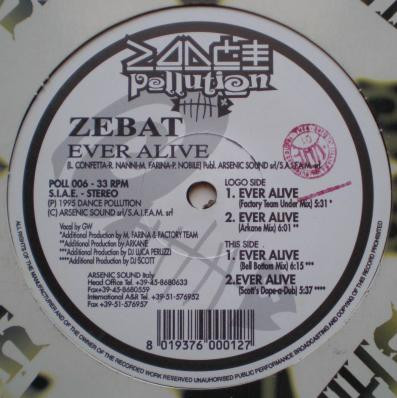 Pollution
ZEBAT
EVER ALIVE
(L. CONFETTA-R. NANNI-M. FARINA-P. NOBILE) Publ. ARSENIC SOUND srl/S.A.I.F.A.M. srl
POLL 006 - 33 RPM
S.I.A.E. - STEREO
(P) 1995 DANCE POLLUTION
(C) ARSENIC SOUND srl/S.A.I.F.A.M. srl
Vocal by GW
*Additional Production by M. FARINA & FACTORY TEAM
**Additional Production by ARKANE
***Additional Production by DJ LUCA PERUZZI
****Additional Production by DJ SCOTT
ARSENIC SOUND Italy
Head Office Tel. +39-45-8680633
Fax+39-45-8680559
International A&R Tel. +39-51-576952
Fax+39-51-578957
LOGO SIDE
1. EVER ALIVE
(Factory Team Under Mix) 5:31 *
2. EVER ALIVE
(Arkane Mix) 6:01 **
THIS SIDE
1. EVER ALIVE
(Bell Bottom Mix) 6:15 ***
2.EVER ALIVE
(Scott's Dope-a-Dub) 5:37 ****
8 019376 000127
ALL RIGHTS OF THE MANUFACTURER AND OF THE OWNER OF THE RECORDED WORK RESERVED UNAUHORISED PUBLIC PERFORMANCE BROADCASTING AND COPYING OF THIS RECORD PROHIBITED